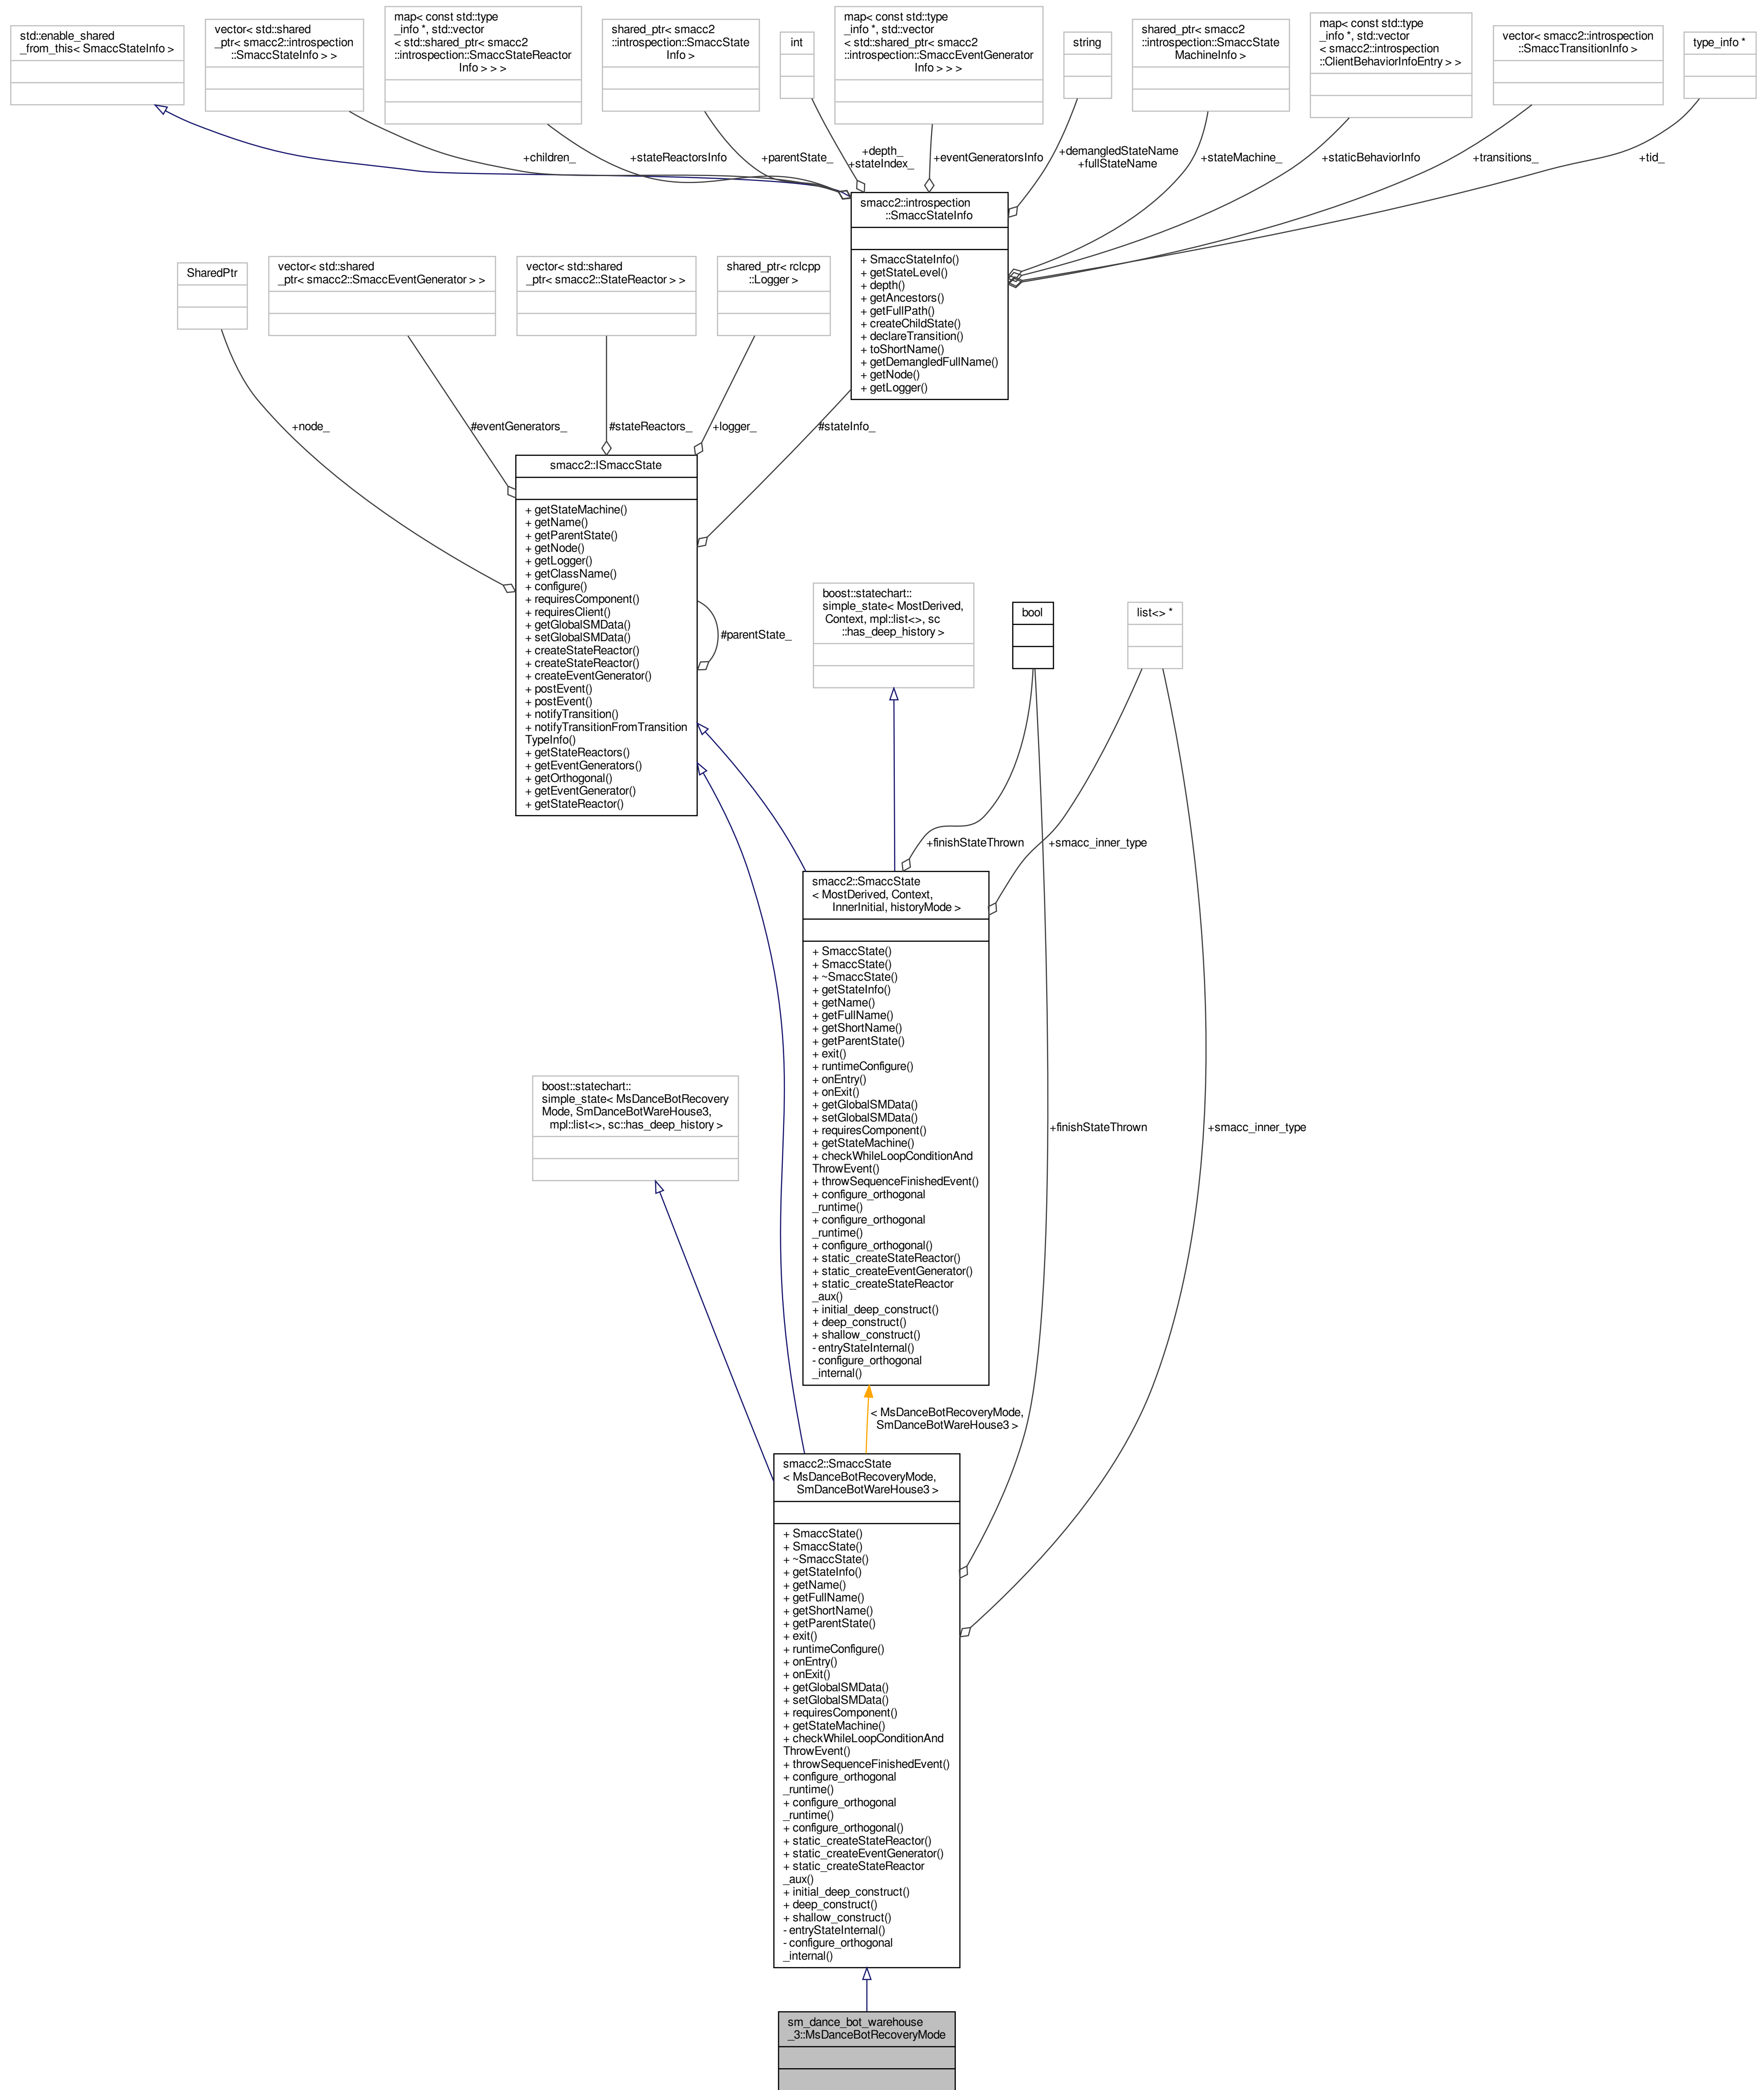 std::enable_shared
_from_this< SmaccStateInfo >
vector< std::shared
_ptr< smacc2::introspection
::SmaccStateInfo > >
map< const std::type
_info *, std::vector
< std::shared_ptr< smacc2
::introspection::SmaccStateReactor
Info > > >
shared_ptr< smacc2
::introspection::SmaccState
Info >
int
map< const std::type
_info *, std::vector
< std::shared_ptr< smacc2
::introspection::SmaccEventGenerator
Info > > >
string
shared_ptr< smacc2
::introspection::SmaccState
MachineInfo >
map< const std::type
_info *, std::vector
< smacc2::introspection
::ClientBehaviorInfoEntry > >
vector< smacc2::introspection
::SmaccTransitionInfo >
type_info *
+children_
+stateReactorsInfo
+parentState_
+depth_
+stateIndex_
+eventGeneratorsInfo
+demangledStateName
+fullStateName
+stateMachine_
+staticBehaviorInfo
+transitions_
+tid_
smacc2::introspection
::SmaccStateInfo
+ SmaccStateInfo()
+ getStateLevel()
+ depth()
+ getAncestors()
+ getFullPath()
+ createChildState()
+ declareTransition()
+ toShortName()
+ getDemangledFullName()
+ getNode()
+ getLogger()
SharedPtr
vector< std::shared
_ptr< smacc2::SmaccEventGenerator > >
vector< std::shared
_ptr< smacc2::StateReactor > >
shared_ptr< rclcpp
::Logger >
+node_
#eventGenerators_
#stateReactors_
+logger_
#stateInfo_
smacc2::ISmaccState
+ getStateMachine()
+ getName()
+ getParentState()
+ getNode()
+ getLogger()
+ getClassName()
+ configure()
+ requiresComponent()
+ requiresClient()
+ getGlobalSMData()
+ setGlobalSMData()
+ createStateReactor()
+ createStateReactor()
+ createEventGenerator()
+ postEvent()
+ postEvent()
+ notifyTransition()
+ notifyTransitionFromTransition
TypeInfo()
+ getStateReactors()
+ getEventGenerators()
+ getOrthogonal()
+ getEventGenerator()
+ getStateReactor()
#parentState_
boost::statechart::
simple_state< MostDerived,
Context, mpl::list<>, sc
::has_deep_history >
bool
list<> *
+finishStateThrown
+smacc_inner_type
smacc2::SmaccState
< MostDerived, Context,
InnerInitial, historyMode >
+ SmaccState()
+ SmaccState()
+ ~SmaccState()
+ getStateInfo()
+ getName()
+ getFullName()
+ getShortName()
+ getParentState()
+ exit()
+ runtimeConfigure()
+ onEntry()
+ onExit()
+ getGlobalSMData()
+ setGlobalSMData()
+ requiresComponent()
+ getStateMachine()
+ checkWhileLoopConditionAnd
ThrowEvent()
+ throwSequenceFinishedEvent()
+ configure_orthogonal
_runtime()
+ configure_orthogonal
_runtime()
+ configure_orthogonal()
+ static_createStateReactor()
+ static_createEventGenerator()
+ static_createStateReactor
_aux()
+ initial_deep_construct()
+ deep_construct()
+ shallow_construct()
- entryStateInternal()
- configure_orthogonal
_internal()
boost::statechart::
simple_state< MsDanceBotRecovery
Mode, SmDanceBotWareHouse3,
mpl::list<>, sc::has_deep_history >
+finishStateThrown
+smacc_inner_type
< MsDanceBotRecoveryMode,
SmDanceBotWareHouse3 >
smacc2::SmaccState
< MsDanceBotRecoveryMode,
SmDanceBotWareHouse3 >
+ SmaccState()
+ SmaccState()
+ ~SmaccState()
+ getStateInfo()
+ getName()
+ getFullName()
+ getShortName()
+ getParentState()
+ exit()
+ runtimeConfigure()
+ onEntry()
+ onExit()
+ getGlobalSMData()
+ setGlobalSMData()
+ requiresComponent()
+ getStateMachine()
+ checkWhileLoopConditionAnd
ThrowEvent()
+ throwSequenceFinishedEvent()
+ configure_orthogonal
_runtime()
+ configure_orthogonal
_runtime()
+ configure_orthogonal()
+ static_createStateReactor()
+ static_createEventGenerator()
+ static_createStateReactor
_aux()
+ initial_deep_construct()
+ deep_construct()
+ shallow_construct()
- entryStateInternal()
- configure_orthogonal
_internal()
sm_dance_bot_warehouse
_3::MsDanceBotRecoveryMode